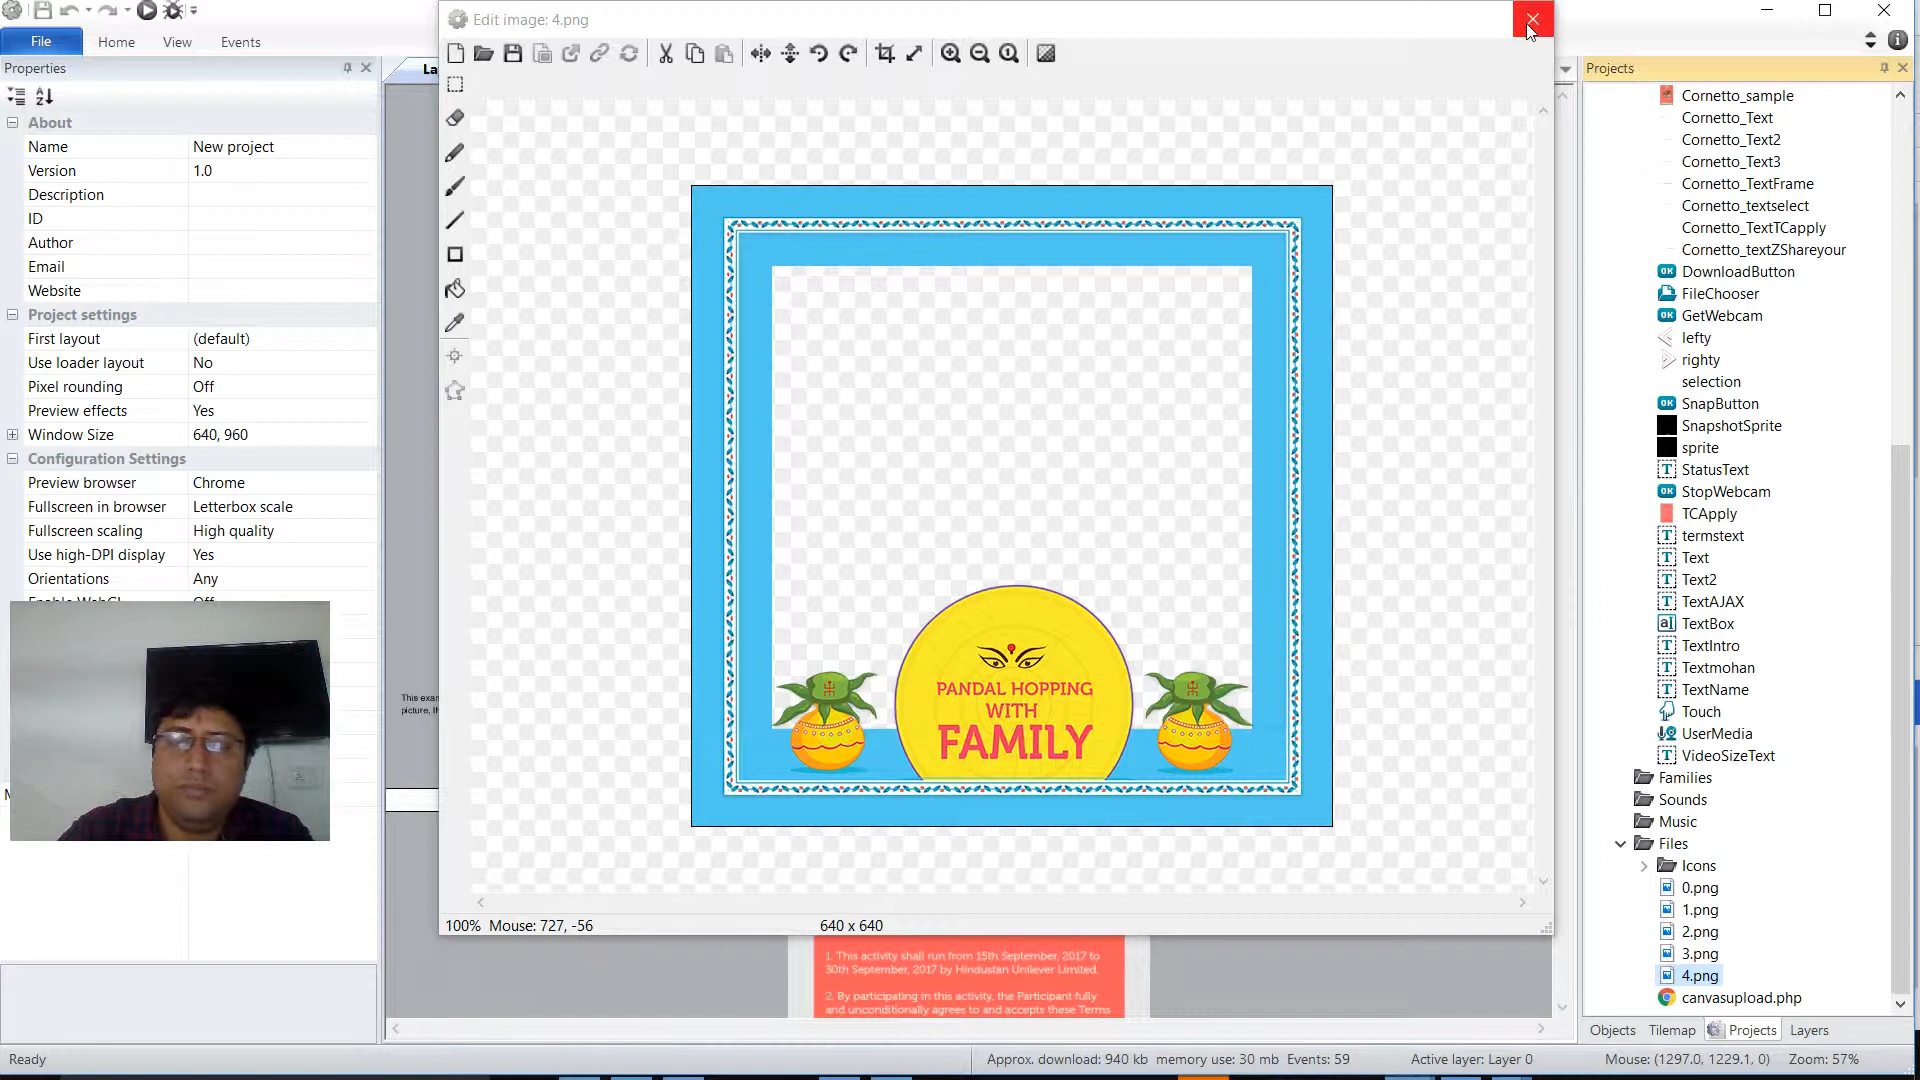 Edit image: 4.png
File
Home
View
Events
Properties
About
Name New project
Version 1.0
Description
ID
Author
Email
Website
Project settings
First layout (default)
Use loader layout No
Pixel rounding Off
Preview effects Yes
Window Size 640, 960
Configuration Settings
Preview browser Chrome
Fullscreen in browser Letterbox scale
Fullscreen scaling High quality
Use high-DPI display Yes
Orientations Any
Off
La
This exam
picture, th
PANDAL HOPPING
WITH
FAMILY
100% Mouse: 727, -56
640 x 640
1. This activity shall run from 15th September, 2017 to
30th September, 2017 by Hindustan Unilever Limited.
2. By participating in this activity, the Participant fully
and unconditionally agrees to and accepts these Terms
Projects
Cornetto_sample
Cornetto_Text
Cornetto_Text2
Cornetto_Text3
Cornetto_TextFrame
Cornetto_textselect
Cornetto_TextTCapply
Cornetto_textZShareyour
DownloadButton
FileChooser
GetWebcam
lefty
righty
selection
SnapButton
SnapshotSprite
sprite
StatusText
StopWebcam
TCApply
termstext
Text
Text2
TextAJAX
TextBox
TextIntro
Textmohan
TextName
Touch
UserMedia
VideoSizeText
Families
Sounds
Music
Files
Icons
0.png
1.png
2.png
3.png
4.png
canvasupload.php
Objects Tilemap Projects Layers
Ready
Approx. download: 940 kb memory use: 30 mb Events: 59
Active layer: Layer 0
Mouse: (1297.0, 1229.1, 0)
Zoom: 57%